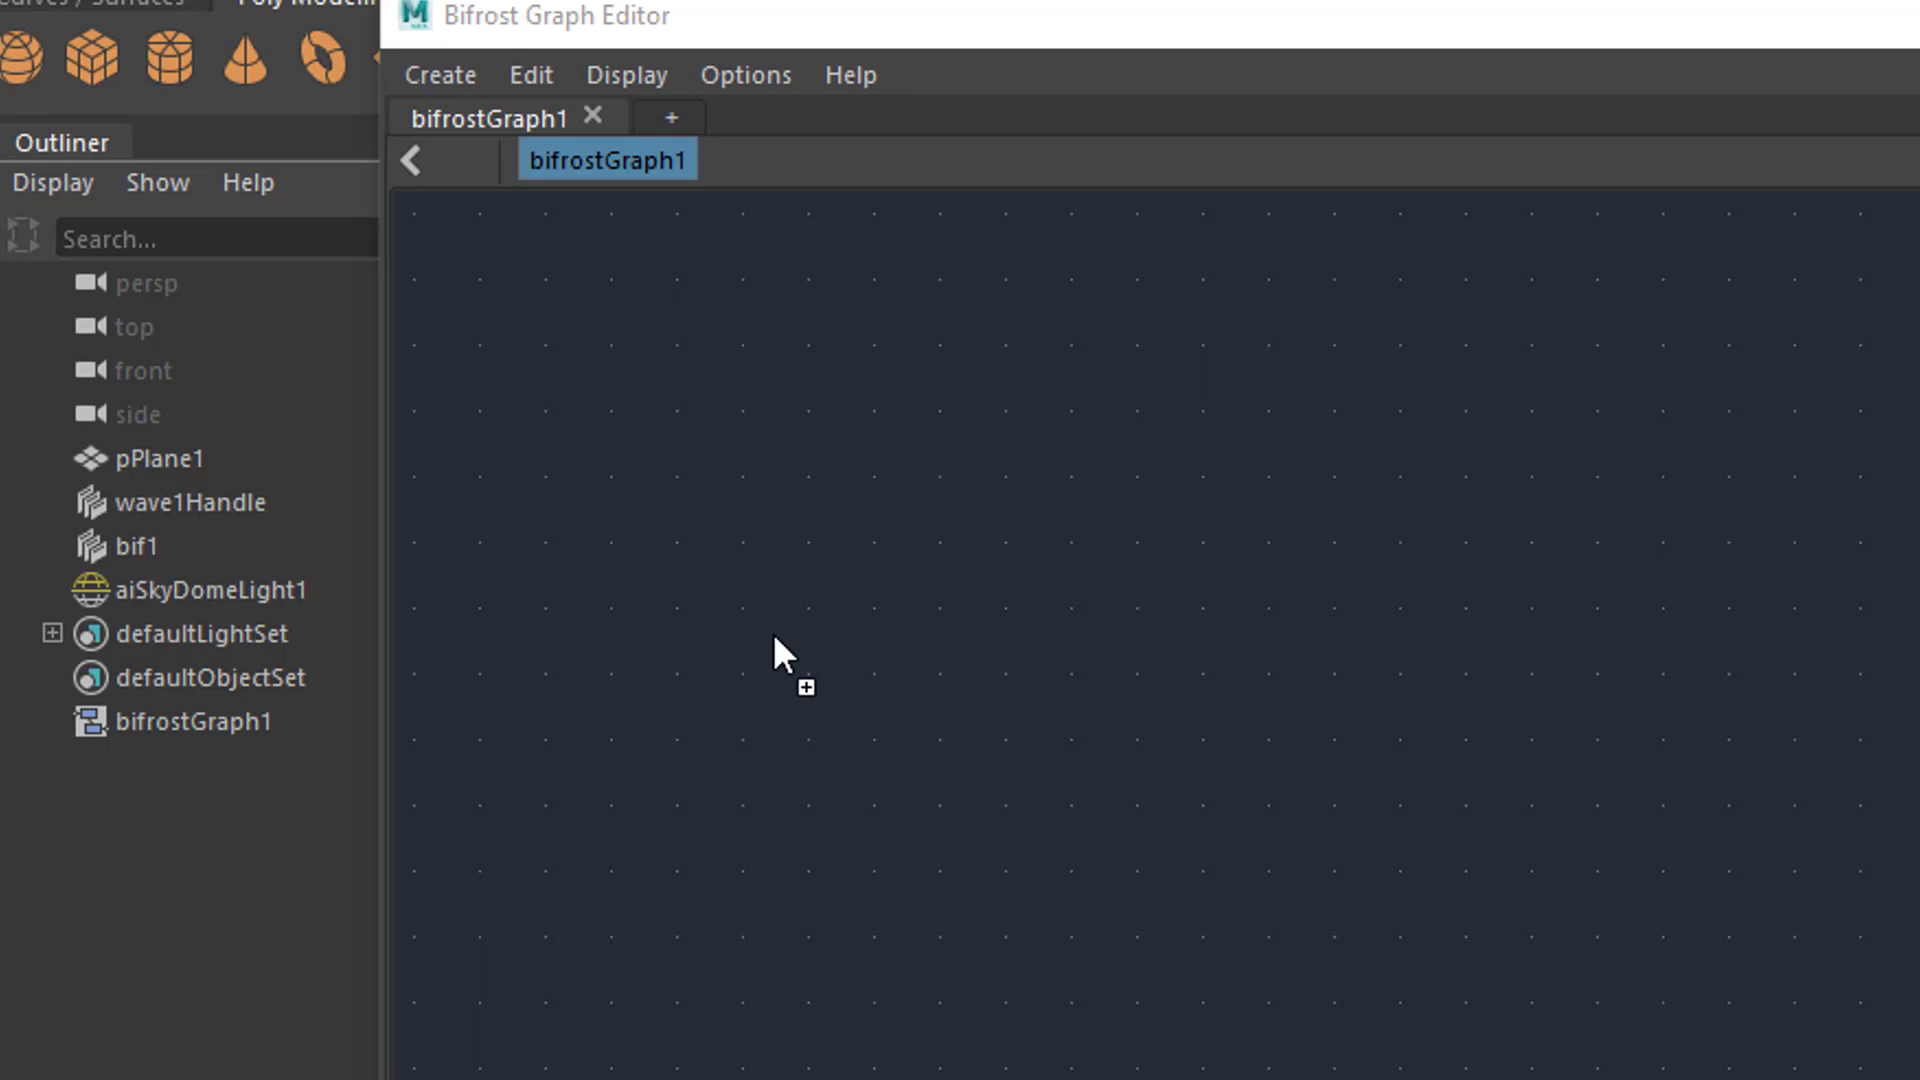 Bifrost Graph Editor
Create Edit Display Options Help
bifrostGraph1 +
bifrostGraph1
Outliner
Display Show Help
Search...
persp
top
front
side
pPlane1
wave1Handle
bif1
aiSkyDomeLight1
defaultLightSet
defaultObjectSet
bifrostGraph1